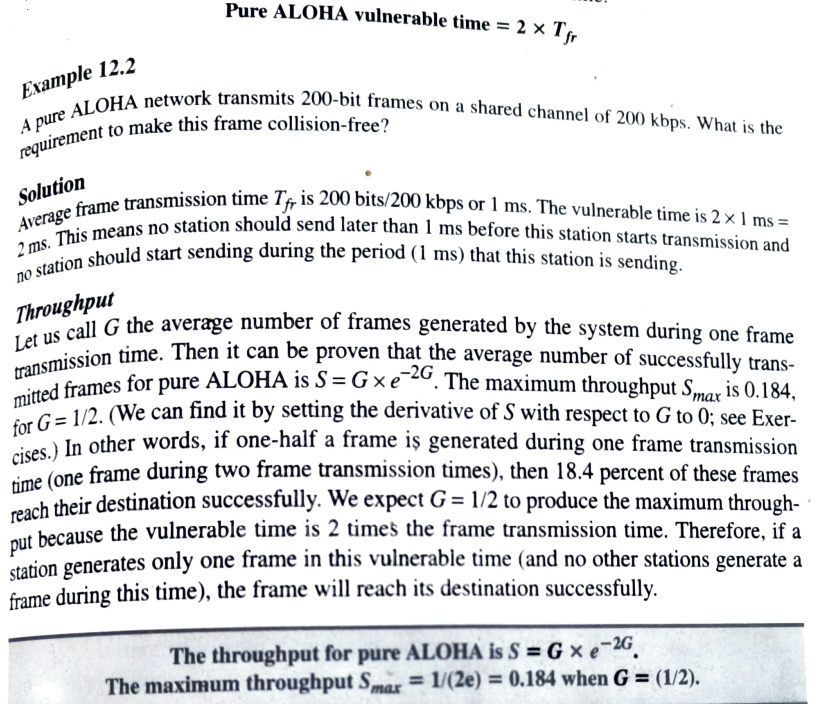 Pure ALOHA vulnerable time = 2 × T_fr
Example 12.2
A pure ALOHA network transmits 200-bit frames on a shared channel of 200 kbps. What is the
requirement to make this frame collision-free?
Solution
Average frame transmission time T_fr is 200 bits/200 kbps or 1 ms. The vulnerable time is 2 × 1 ms =
2 ms. This means no station should send later than 1 ms before this station starts transmission and
no station should start sending during the period (1 ms) that this station is sending.
Throughput
Let us call G the average number of frames generated by the system during one frame
transmission time. Then it can be proven that the average number of successfully trans-
mitted frames for pure ALOHA is S = G × e^−2G. The maximum throughput S_max is 0.184,
for G = 1/2. (We can find it by setting the derivative of S with respect to G to 0; see Exer-
cises.) In other words, if one-half a frame is generated during one frame transmission
time (one frame during two frame transmission times), then 18.4 percent of these frames
reach their destination successfully. We expect G = 1/2 to produce the maximum through-
put because the vulnerable time is 2 times the frame transmission time. Therefore, if a
station generates only one frame in this vulnerable time (and no other stations generate a
frame during this time), the frame will reach its destination successfully.
The throughput for pure ALOHA is S = G × e^−2G.
The maximum throughput S_max = 1/(2e) = 0.184 when G = (1/2).